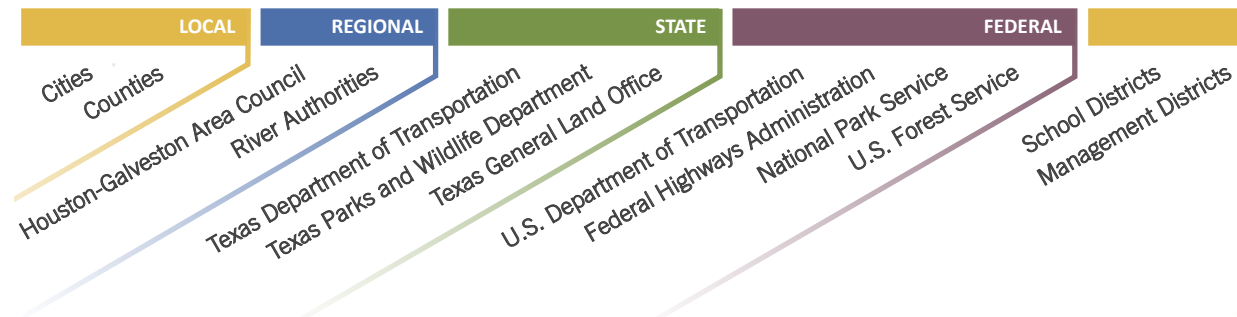 LOCAL
Cities
Counties
REGIONAL
Houston-Galveston Area Council
River Authorities
STATE
Texas Department of Transportation
Texas Parks and Wildlife Department
Texas General Land Office
FEDERAL
U.S. Department of Transportation
Federal Highways Administration
National Park Service
U.S. Forest Service
School Districts
Management Districts